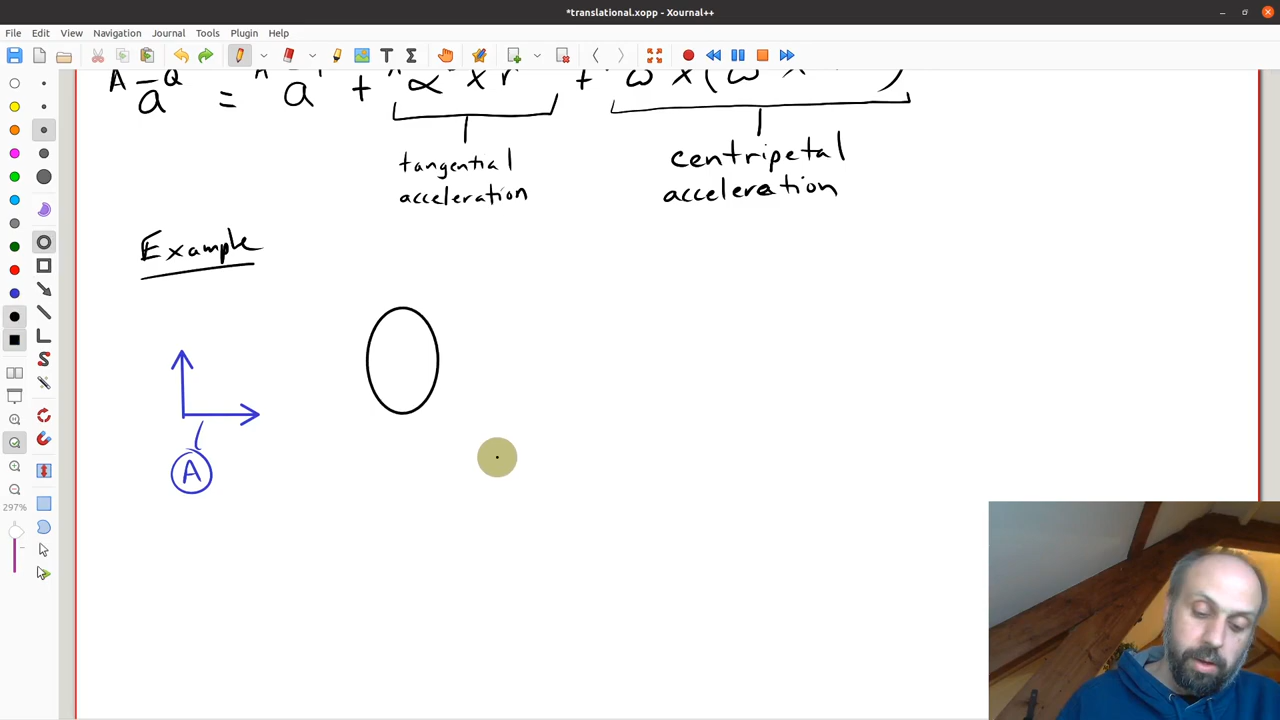 *translational.xopp - Xournal++
File Edit View Navigation Journal Tools Plugin Help
A Q
a = a + α x r + ω x (ω x )
tangential
acceleration
centripetal
acceleration
Example
A
297%